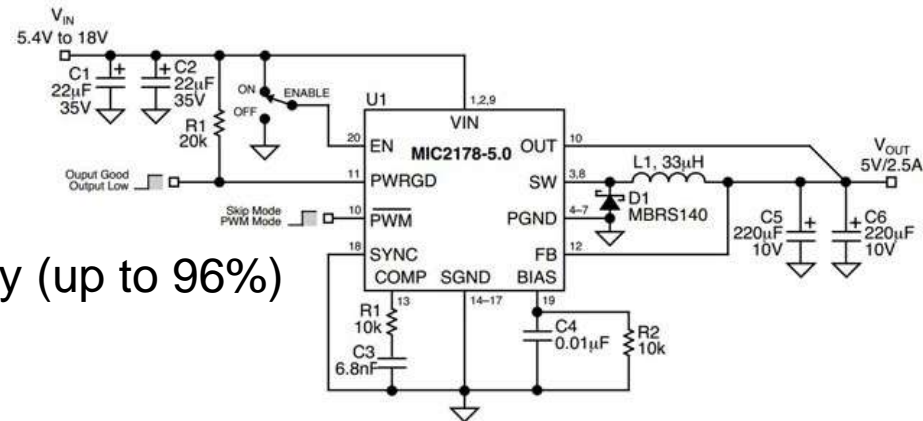 VIN
5.4V to 18V
C1
22µF
35V
+
C2
22µF
35V
+
R1
20k
ON
OFF
ENABLE
U1
1,2,9
VIN
20
EN
MIC2178-5.0
OUT
10
Ouput Good
Output Low
11
PWRGD
SW
3,8
L1, 33µH
VOUT
5V/2.5A
Skip Mode
PWM Mode
10
PWM
PGND
4–7
D1
MBRS140
18
SYNC
FB
12
C5
220µF
10V
+
C6
220µF
10V
+
COMP
SGND
BIAS
13
14–17
19
R1
10k
C3
6.8nF
C4
0.01µF
R2
10k
y (up to 96%)